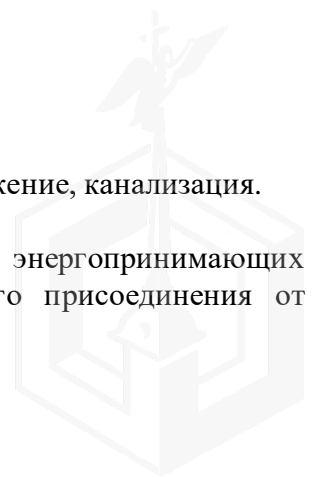 жение, канализация.
энергопринимающих
го присоединения от